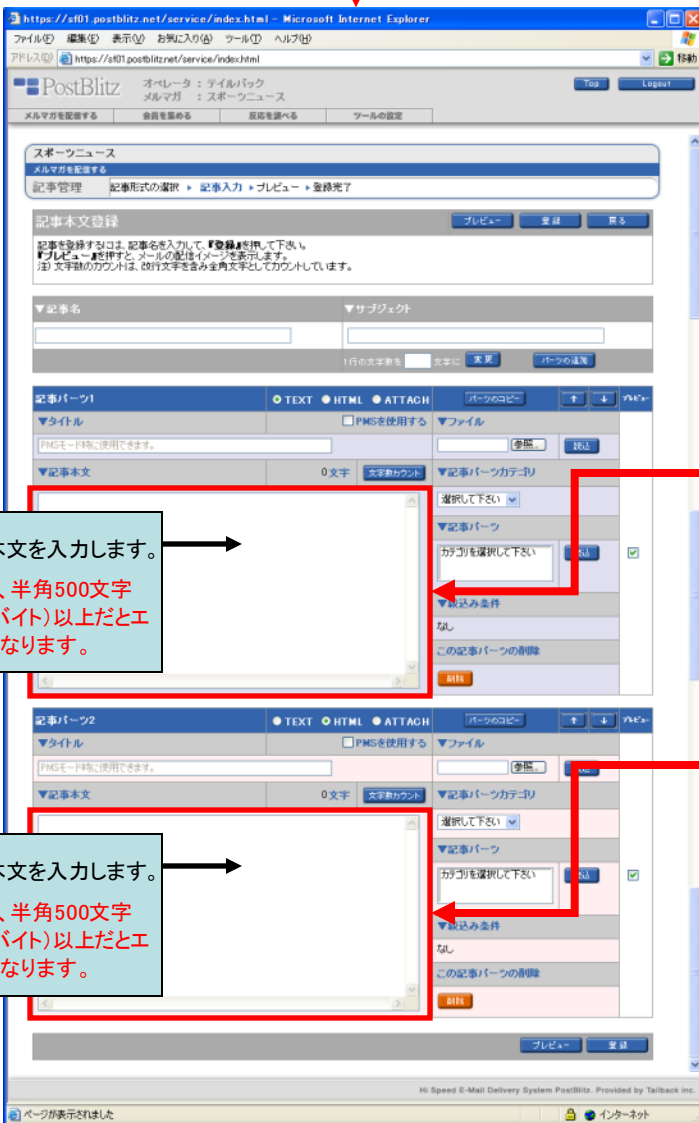 https://sf01.postblitz.net/service/index.html - Microsoft Internet Explorer
ファイル(F) 編集(E) 表示(V) お気に入り(A) ツール(T) ヘルプ(H)
アドレス(D) https://sf01.postblitz.net/service/index.html 移動
PostBlitz オペレータ : テイルバック Top Logout
メルマガ : スポーツニュース
メルマガを配信する 会員を集める 反応を調べる ツールの設定
スポーツニュース
メルマガを配信する
記事管理 記事形式の選択 ▶ 記事入力 ▶ プレビュー ▶ 登録完了
記事本文登録 プレビュー 登録 戻る
記事を登録するには、記事名を入力して、『登録』を押して下さい。
『プレビュー』を押すと、メールの配信イメージを表示します。
注) 文字数のカウントは、改行文字を含み全角文字としてカウントしています。
▼記事名 ▼サブジェクト
1行の文字数を 文字に 変更 パーツの追加
記事パーツ1 TEXT HTML ATTACH パーツのコピー ↑ ↓ プレビュー
▼タイトル PMSを使用する ▼ファイル
PMSモード時に使用できます。 参照... 読込
▼記事本文 0文字 文字数カウント ▼記事パーツカテゴリ
選択して下さい
▼記事パーツ
本文を入力します。
カテゴリを選択して下さい 読込
、半角500文字
バイト)以上だとエ
なります。
▼絞込み条件
なし
この記事パーツの削除
削除
記事パーツ2 TEXT HTML ATTACH パーツのコピー ↑ ↓ プレビュー
▼タイトル PMSを使用する ▼ファイル
PMSモード時に使用できます。 参照...
▼記事本文 0文字 文字数カウント ▼記事パーツカテゴリ
選択して下さい
▼記事パーツ
本文を入力します。
カテゴリを選択して下さい 読込
、半角500文字
バイト)以上だとエ
なります。
▼絞込み条件
なし
この記事パーツの削除
削除
プレビュー 登録
Hi Speed E-Mail Delivery System PostBlitz. Provided by Tailback inc.
ページが表示されました インターネット